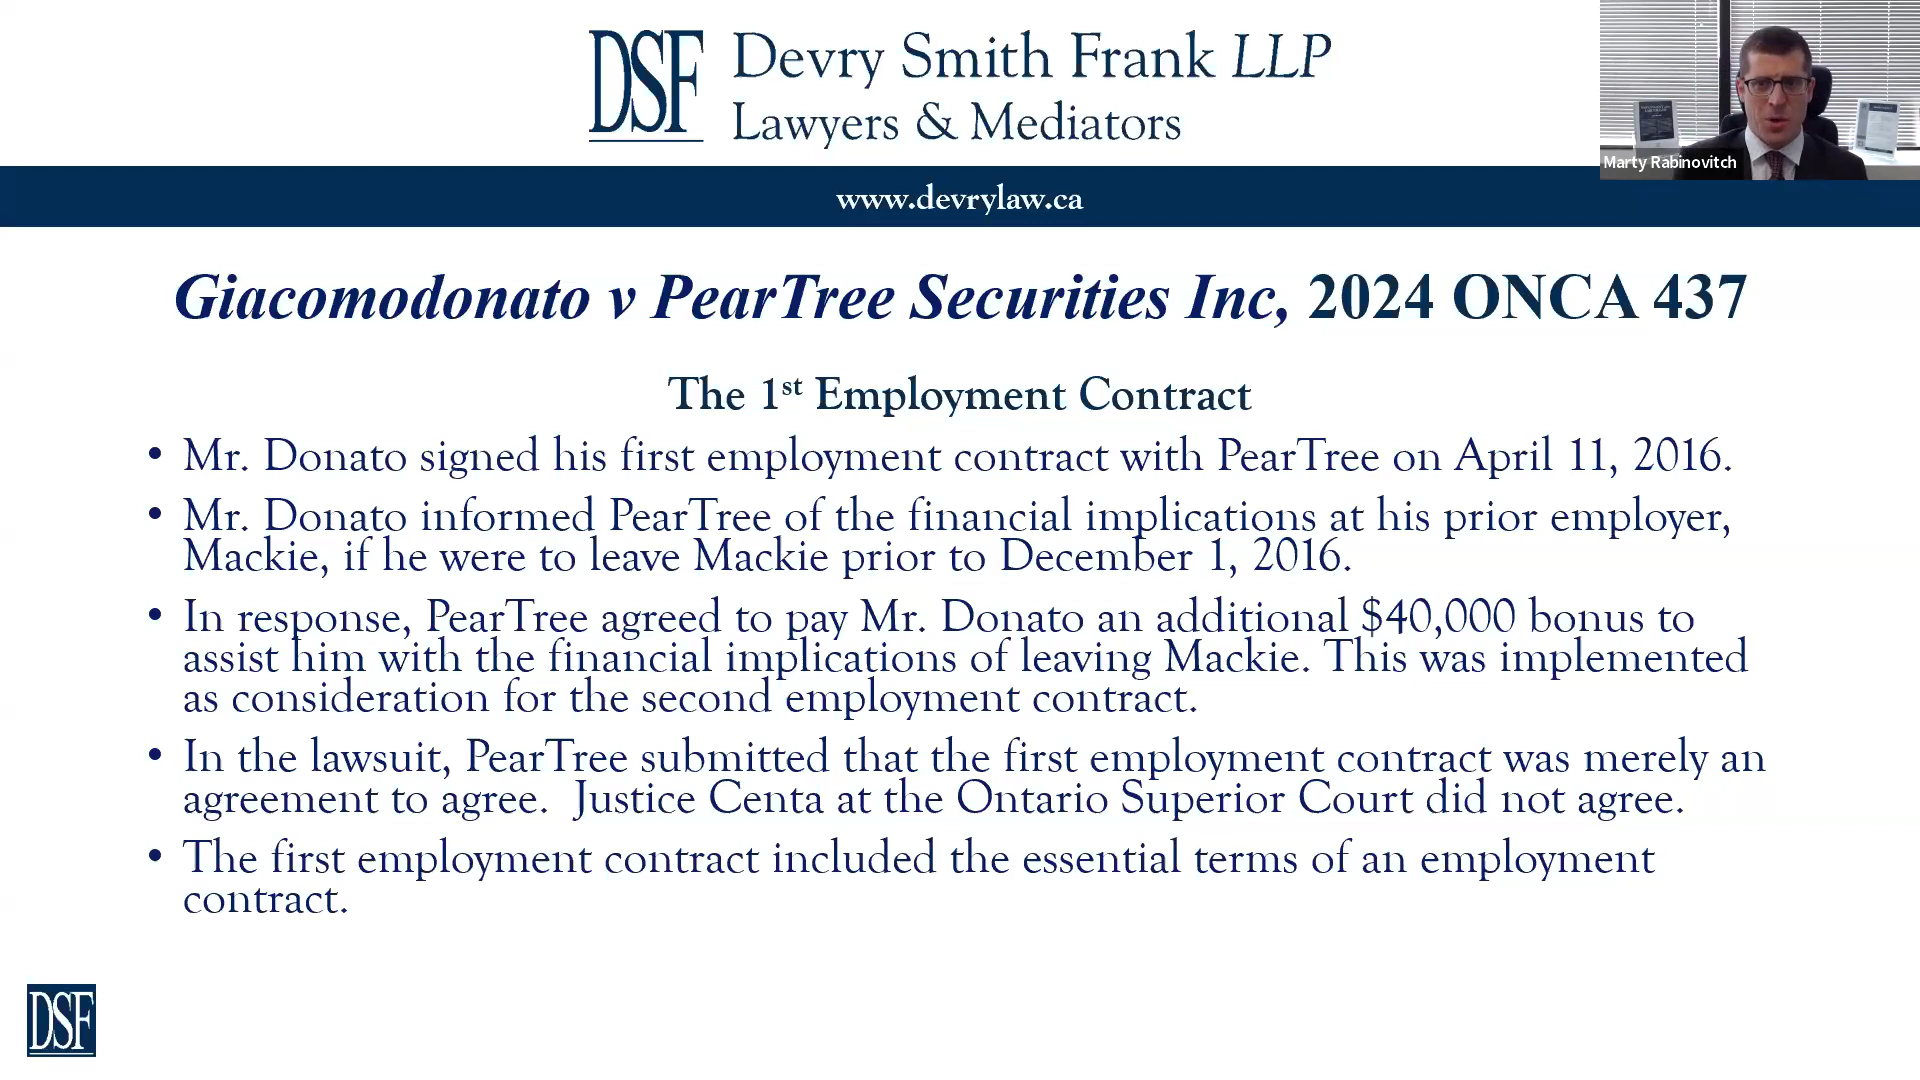 DSF
Devry Smith Frank LLP
Lawyers & Mediators
Marty Rabinovitch
www.devrylaw.ca
Giacomodonato v PearTree Securities Inc, 2024 ONCA 437
The 1st Employment Contract
• Mr. Donato signed his first employment contract with PearTree on April 11, 2016.
• Mr. Donato informed PearTree of the financial implications at his prior employer,
Mackie, if he were to leave Mackie prior to December 1, 2016.
• In response, PearTree agreed to pay Mr. Donato an additional $40,000 bonus to
assist him with the financial implications of leaving Mackie. This was implemented
as consideration for the second employment contract.
• In the lawsuit, PearTree submitted that the first employment contract was merely an
agreement to agree.  Justice Centa at the Ontario Superior Court did not agree.
• The first employment contract included the essential terms of an employment
contract.
DSF